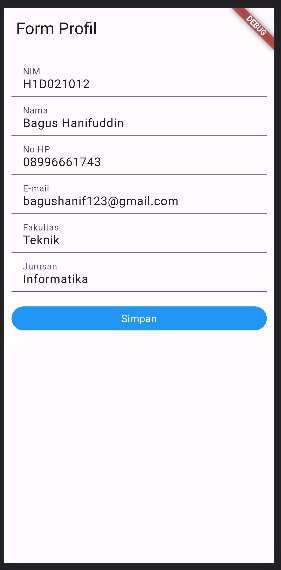 Form Profil
DEBUG
NIM
H1D021012
Nama
Bagus Hanifuddin
No HP
08996661743
E-mail
bagushanif123@gmail.com
Fakultas
Teknik
Jurusan
Informatika
Simpan